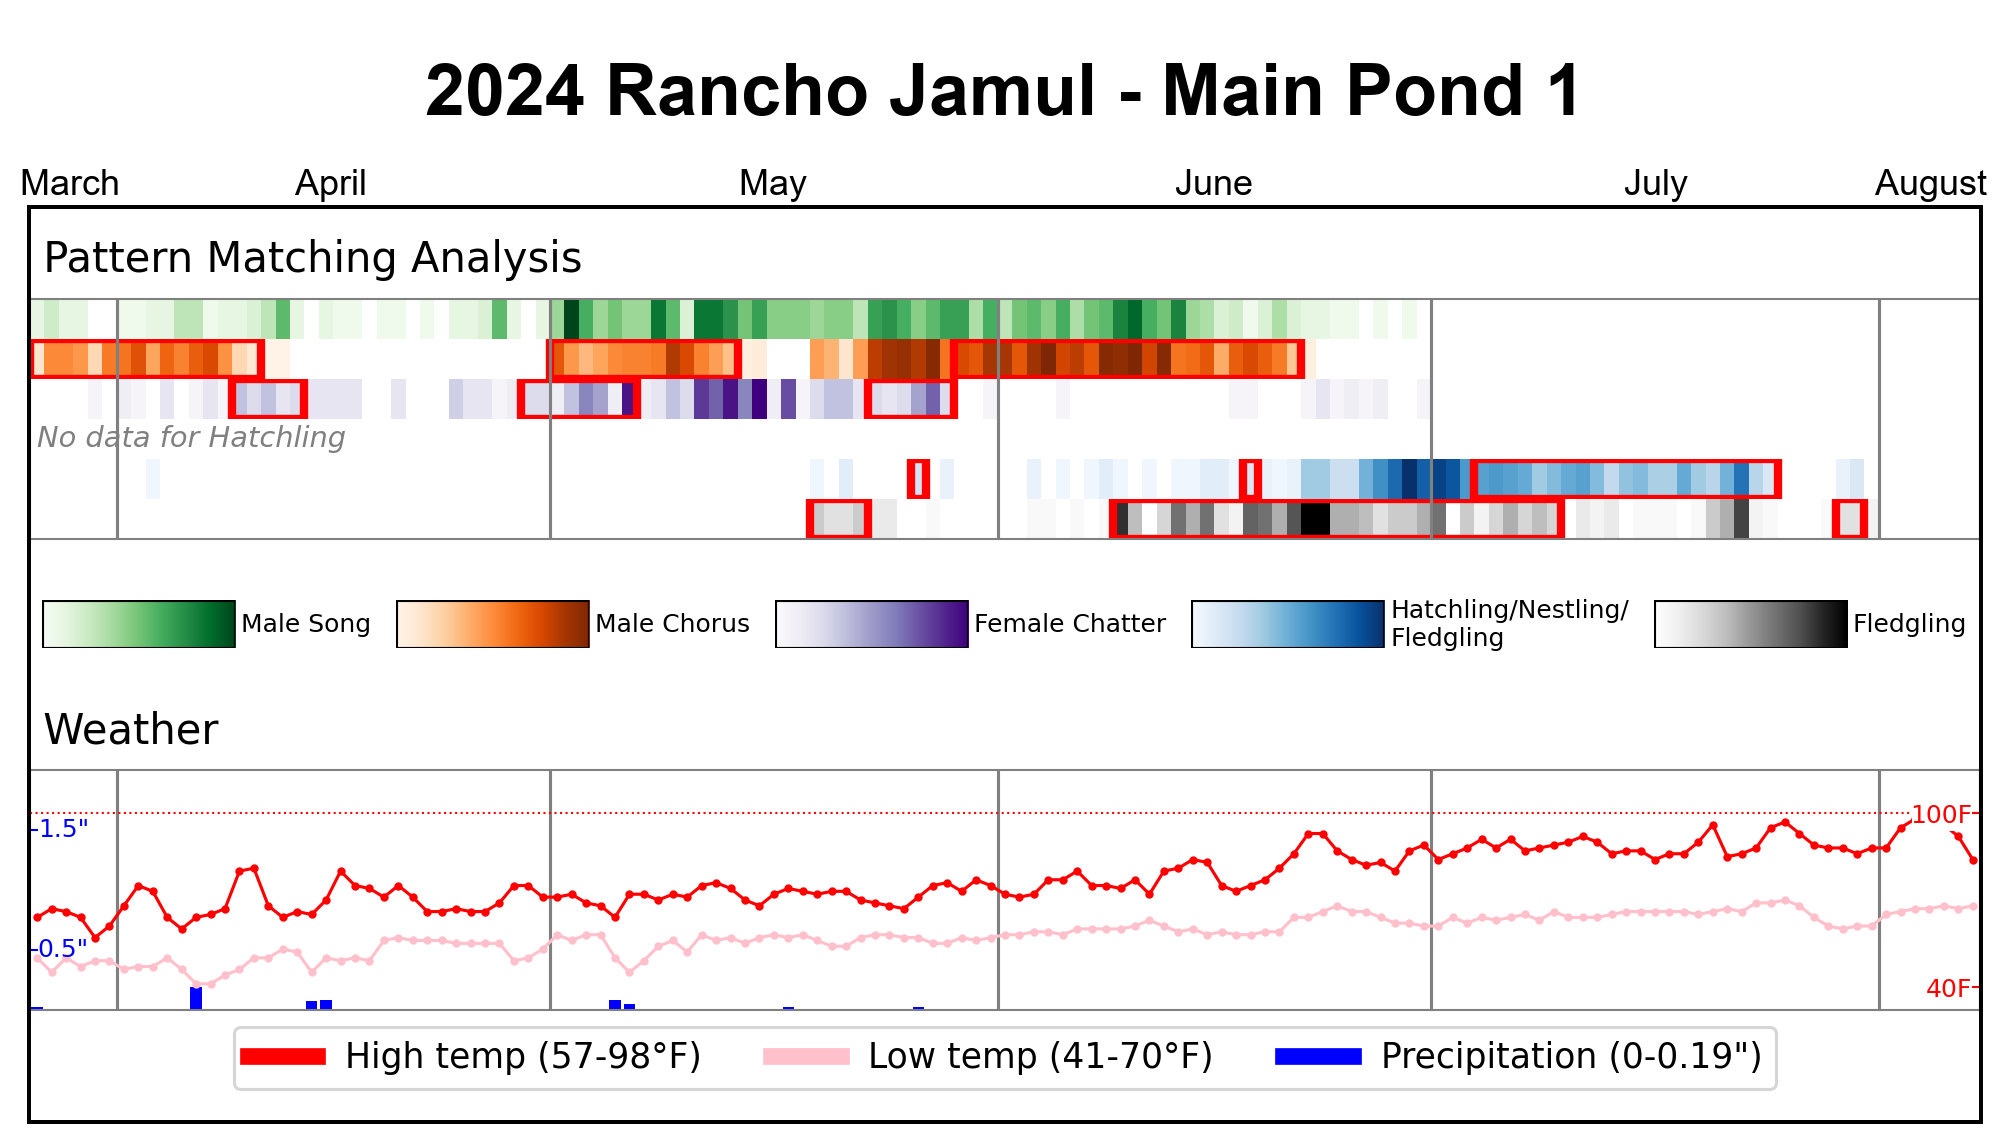 2024 Rancho Jamul - Main Pond 1
March April May June July August
Pattern Matching Analysis
No data for Hatchling
Male Song Male Chorus Female Chatter Hatchling/Nestling/
Fledgling Fledgling
Weather
100F
1.5"
0.5"
40F
High temp (57-98°F) Low temp (41-70°F) Precipitation (0-0.19")